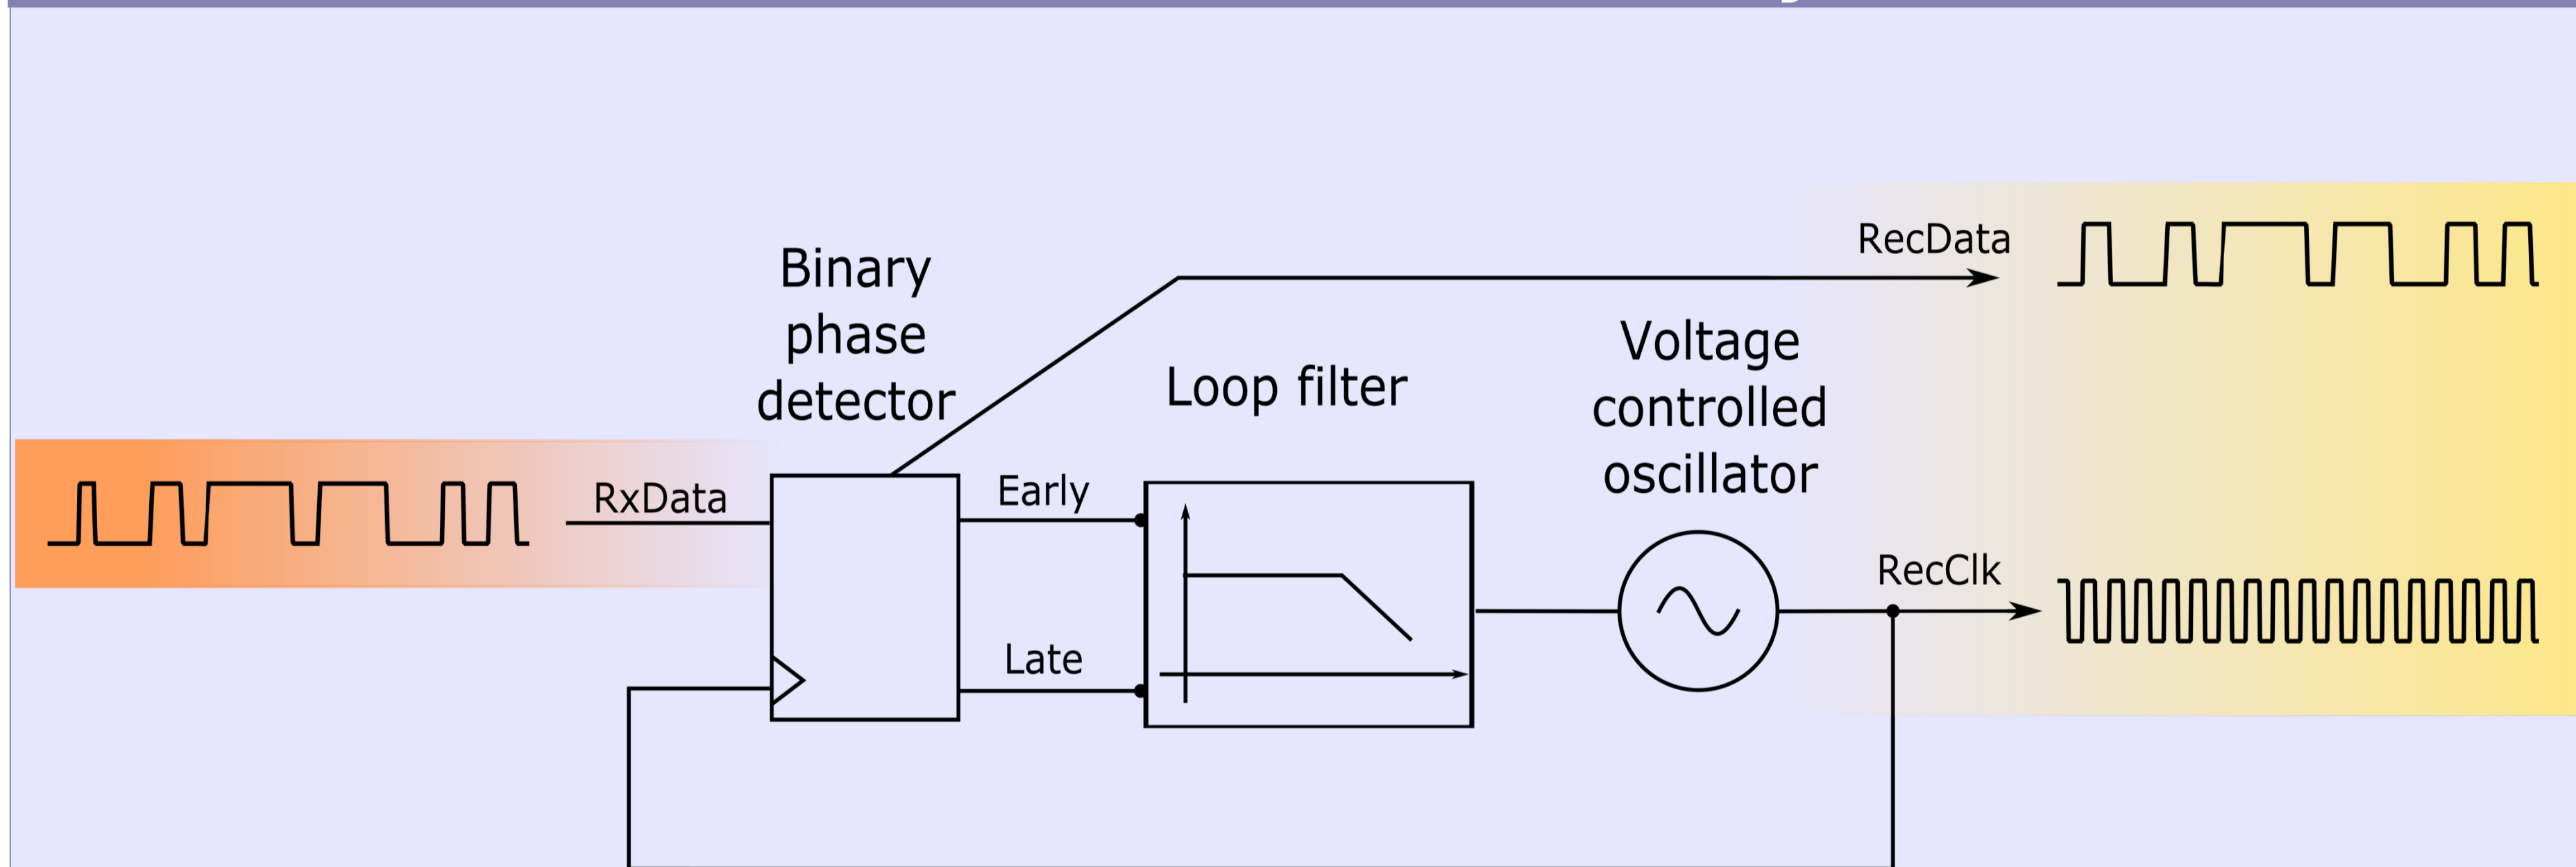 RecData
Binary
phase
detector
Loop filter
Voltage
controlled
oscillator
RxData
Early
RecClk
Late